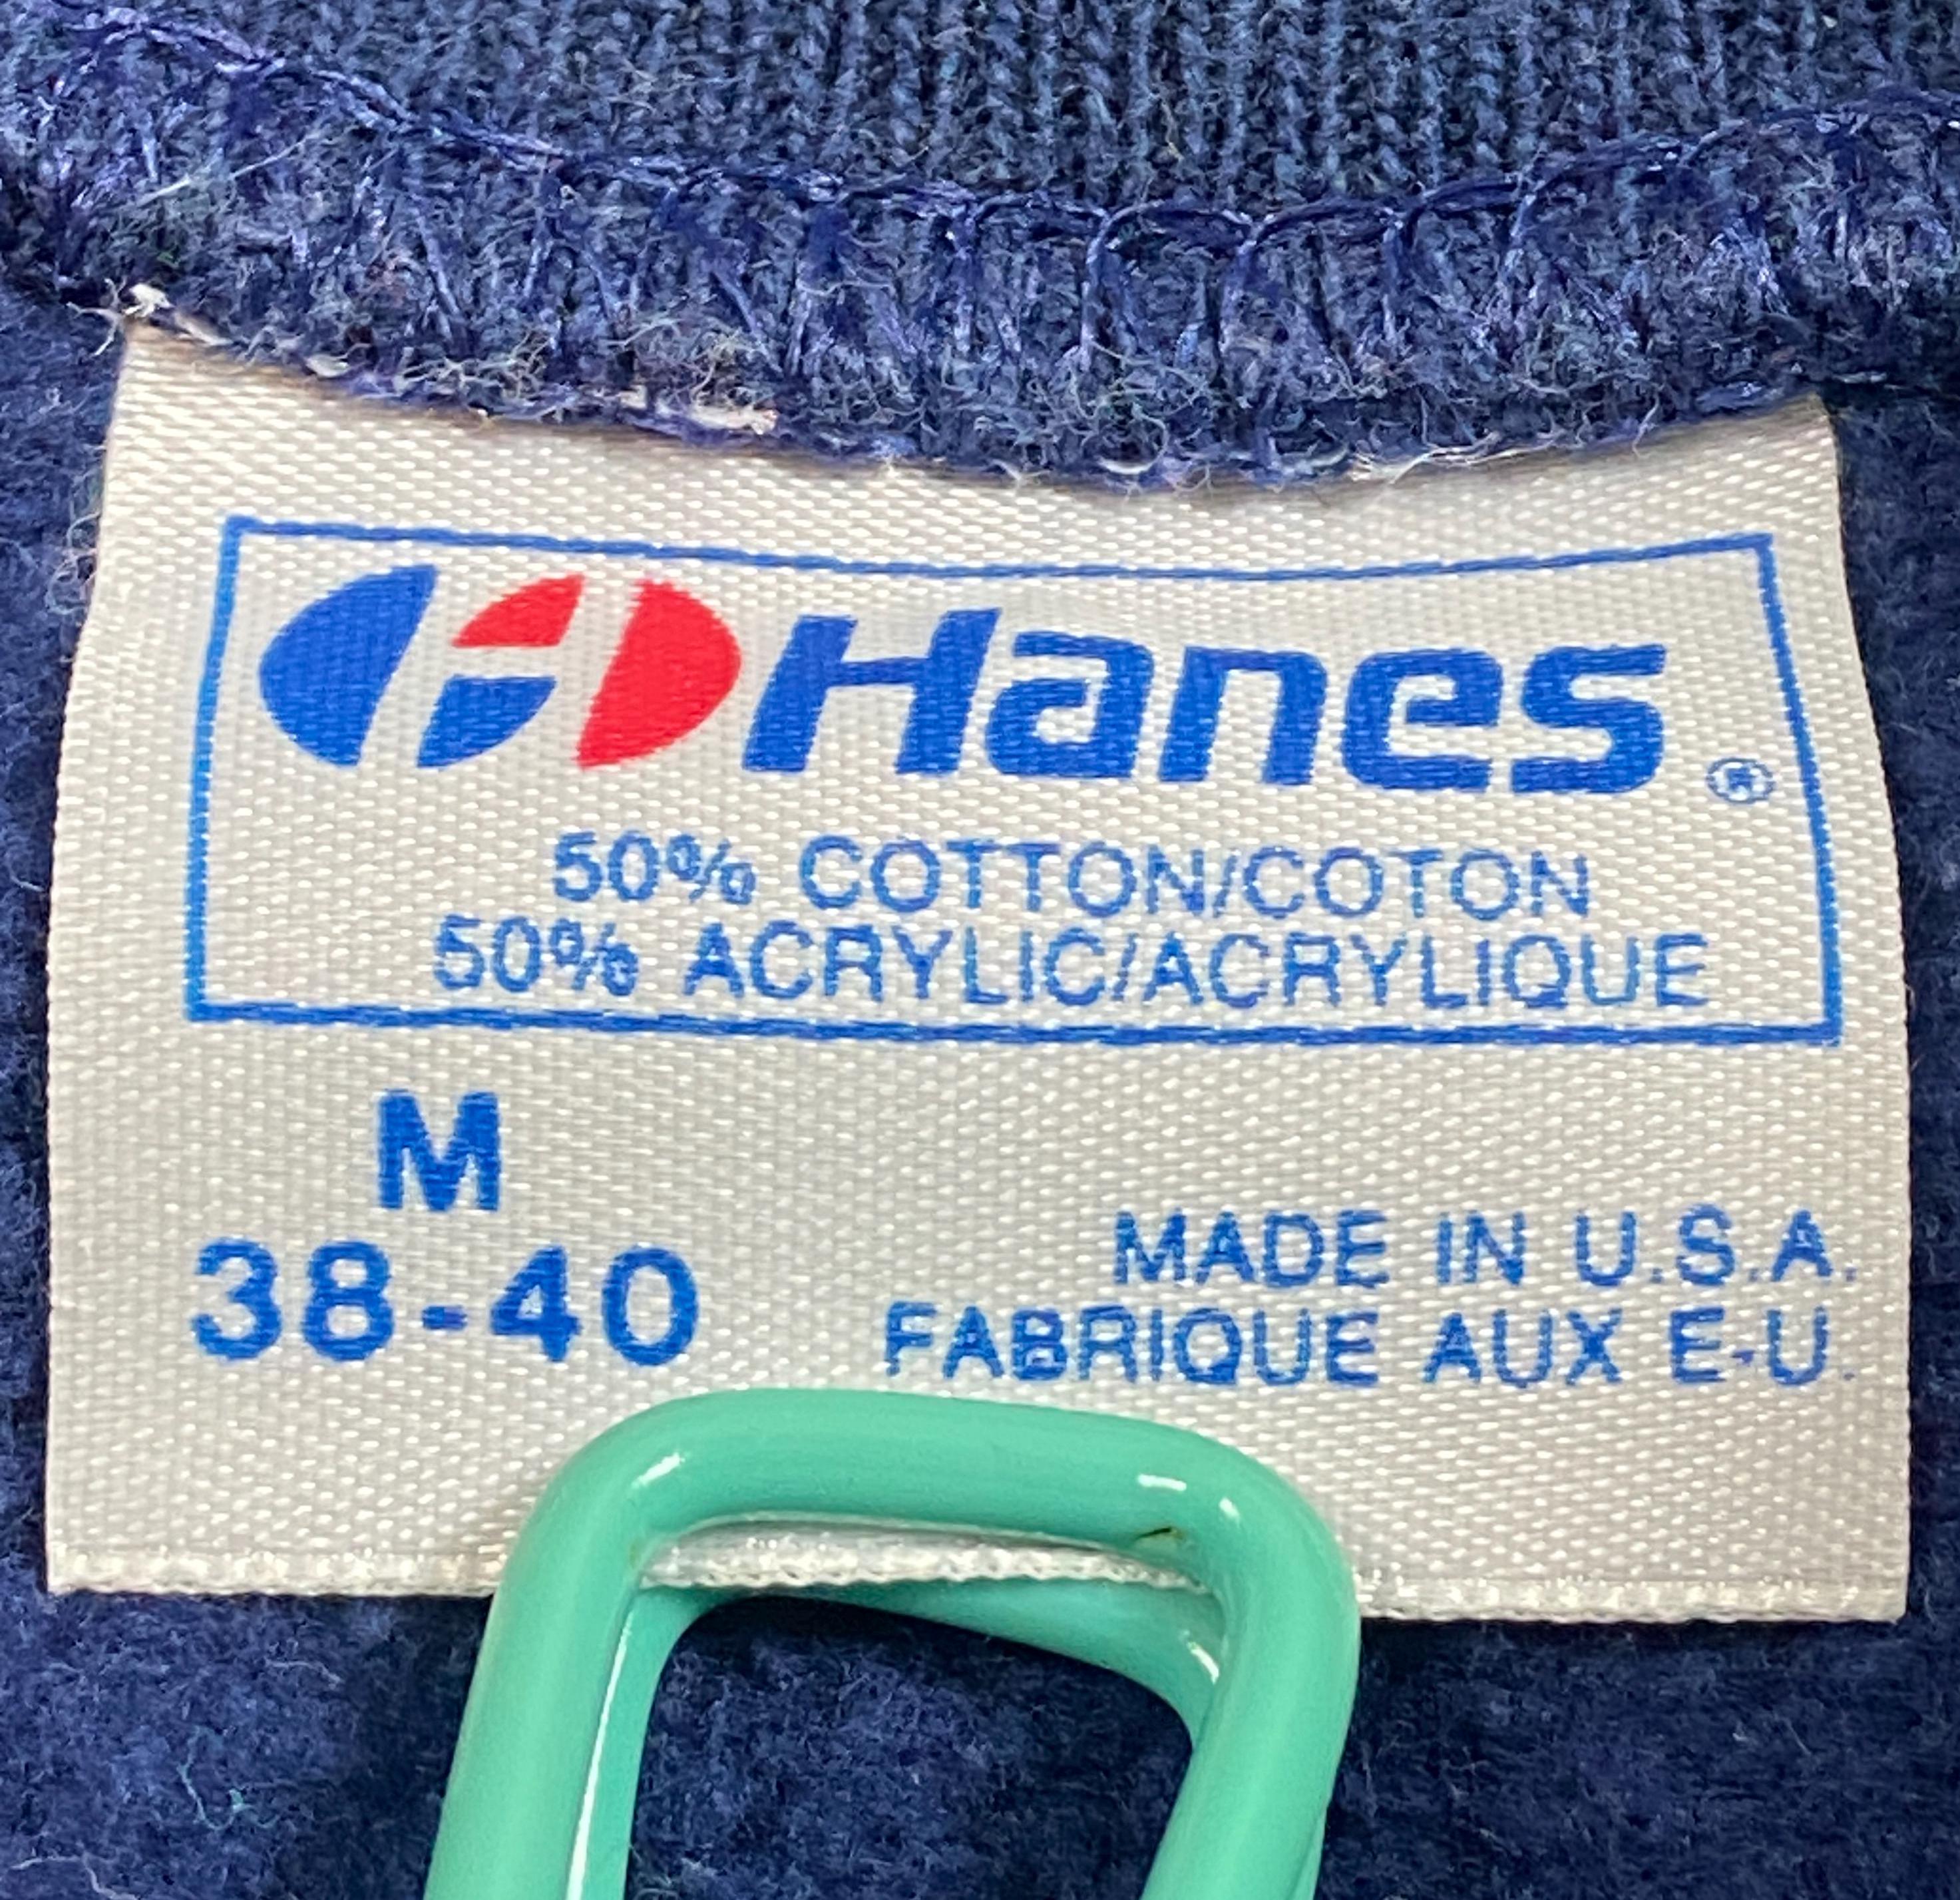 Hanes®
50% COTTON/COTON
50% ACRYLIC/ACRYLIQUE
M
38-40
MADE IN U.S.A.
FABRIQUE AUX E-U.